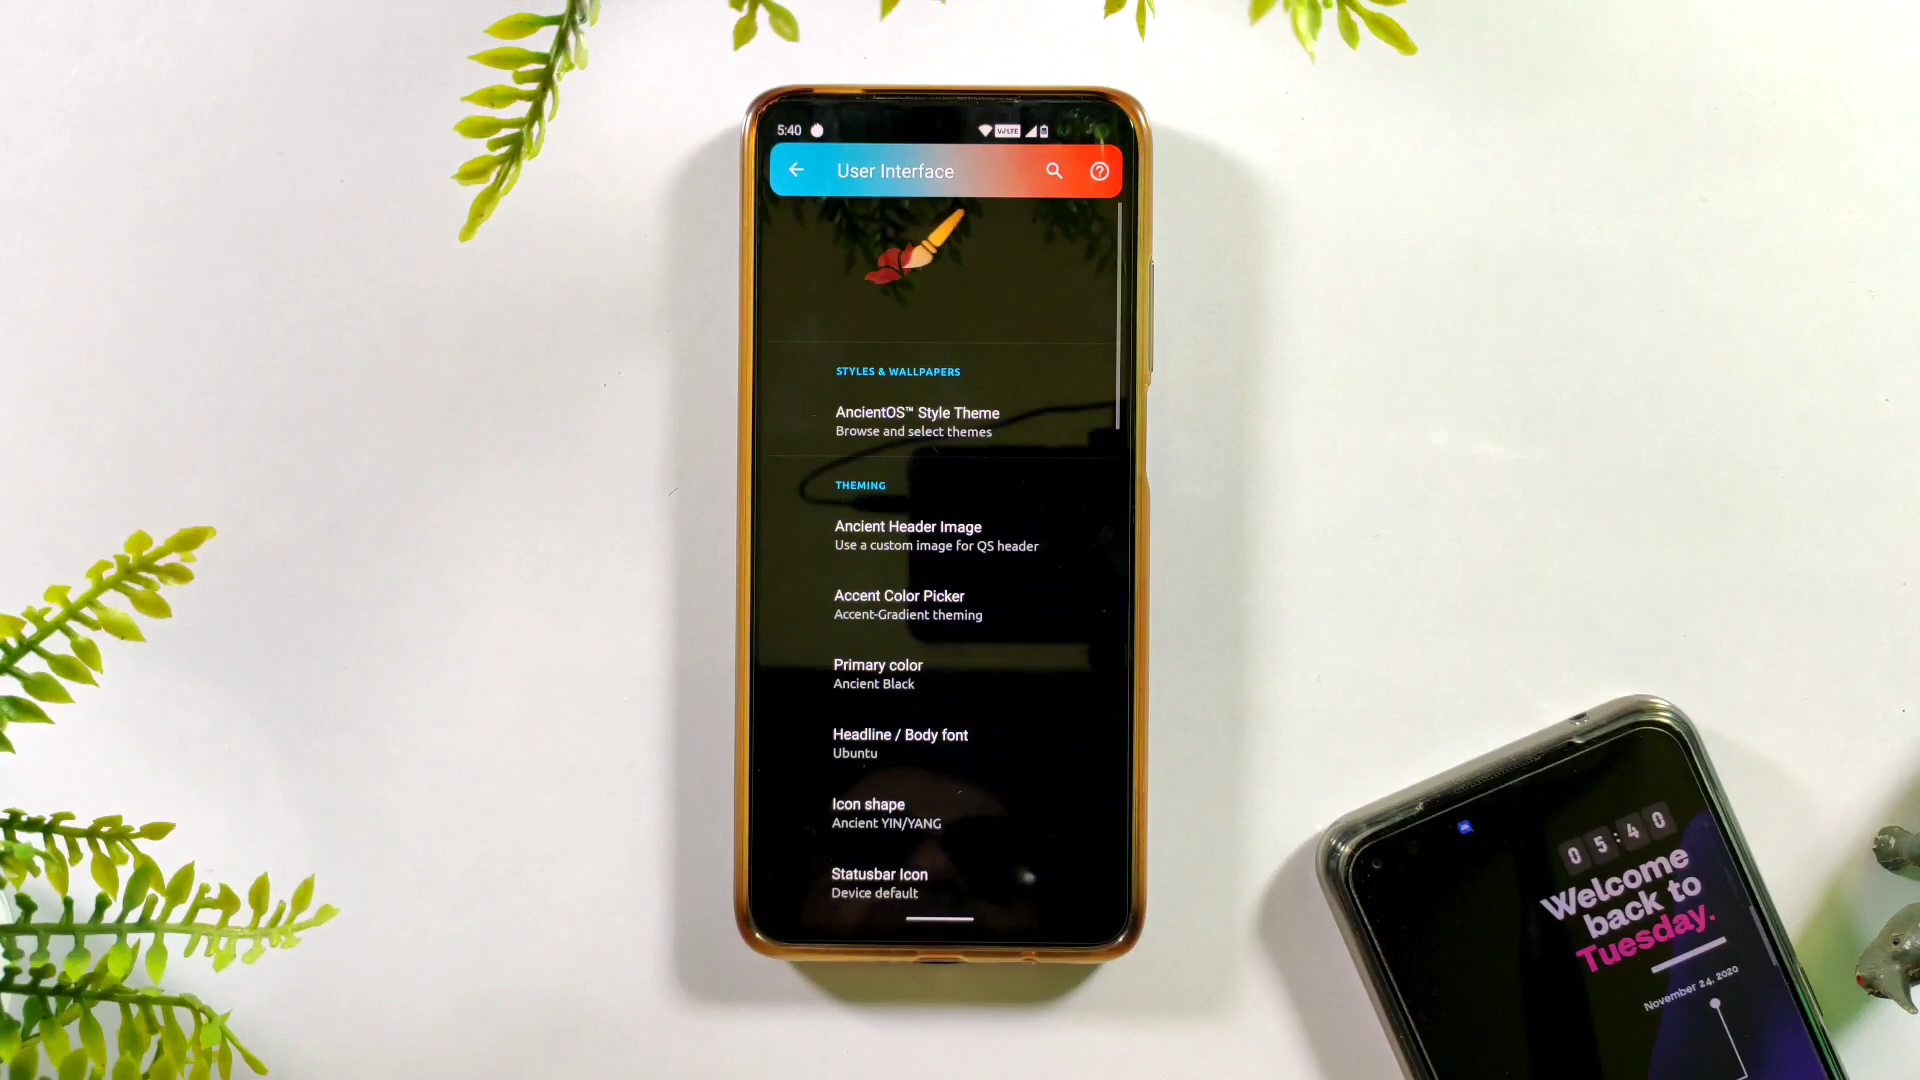 5:40
VoLTE
User Interface
STYLES & WALLPAPERS
AncientOS™ Style Theme
Browse and select themes
THEMING
Ancient Header Image
Use a custom image for QS header
Accent Color Picker
Accent-Gradient theming
Primary color
Ancient Black
Headline / Body font
Ubuntu
Icon shape
Ancient YIN/YANG
Statusbar Icon
Device default
05:40
Welcome
back to
Tuesday.
November 24, 2020